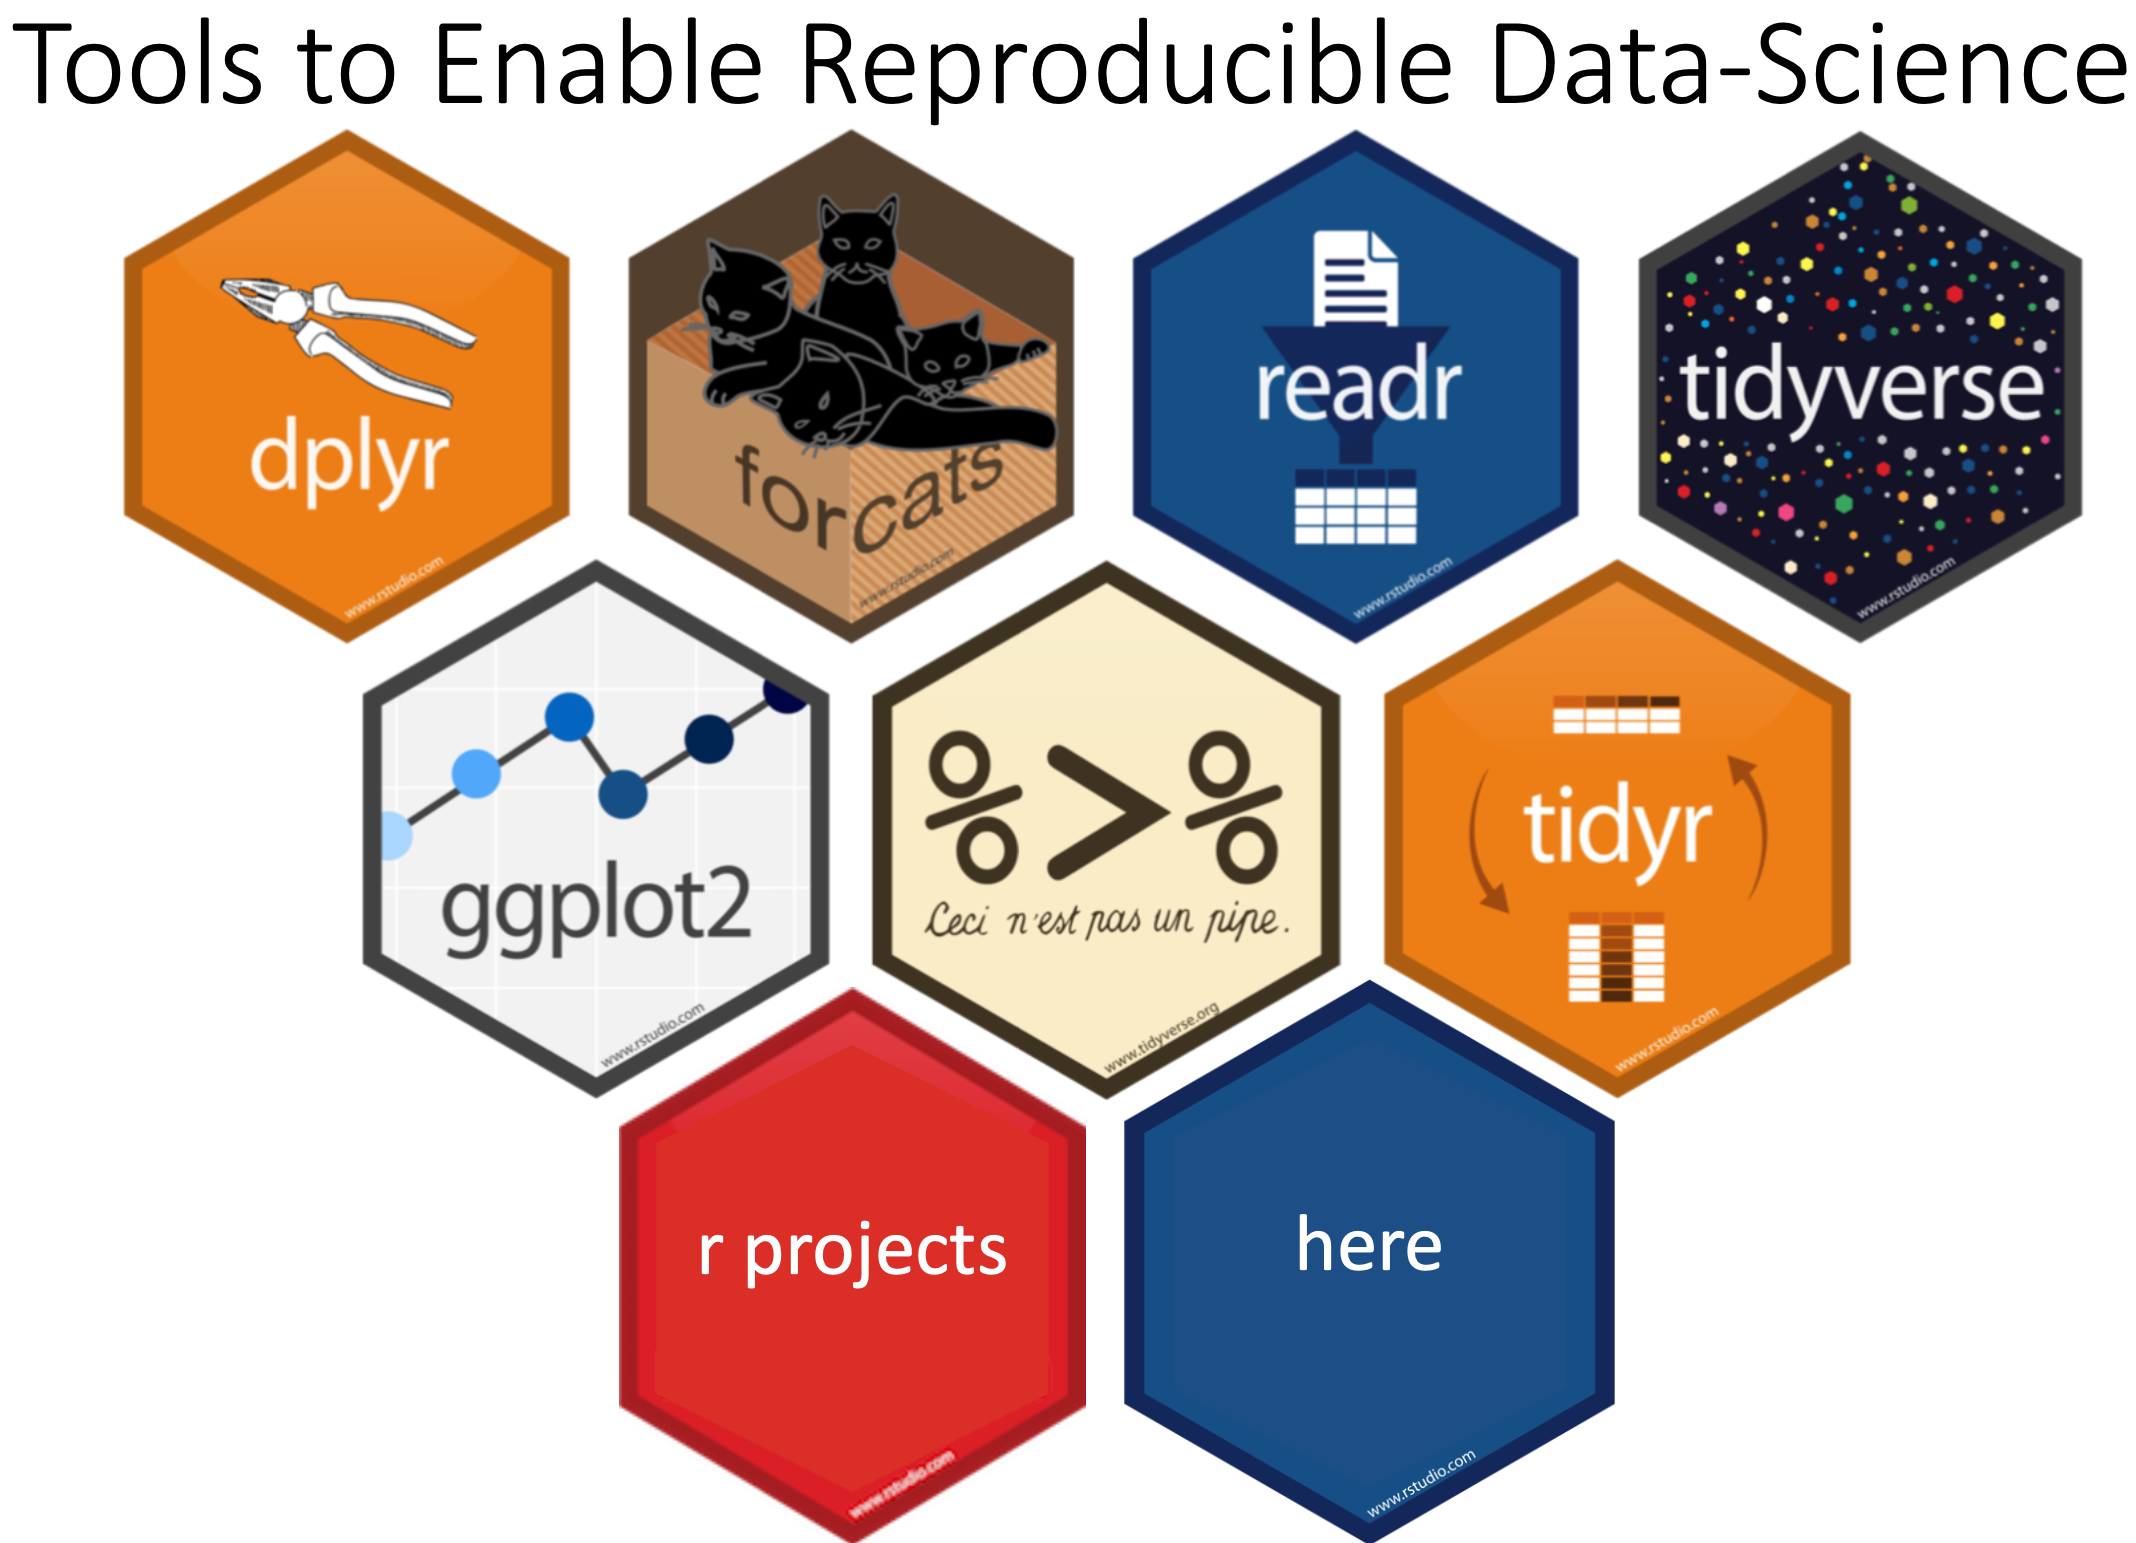 Tools to Enable Reproducible Data-Science
dplyr
www.rstudio.com
forcats
www.rstudio.com
readr
www.rstudio.com
tidyverse
www.rstudio.com
ggplot2
www.rstudio.com
%>%
Ceci n'est pas un pipe.
www.tidyverse.org
tidyr
www.rstudio.com
r projects
www.rstudio.com
here
www.rstudio.com